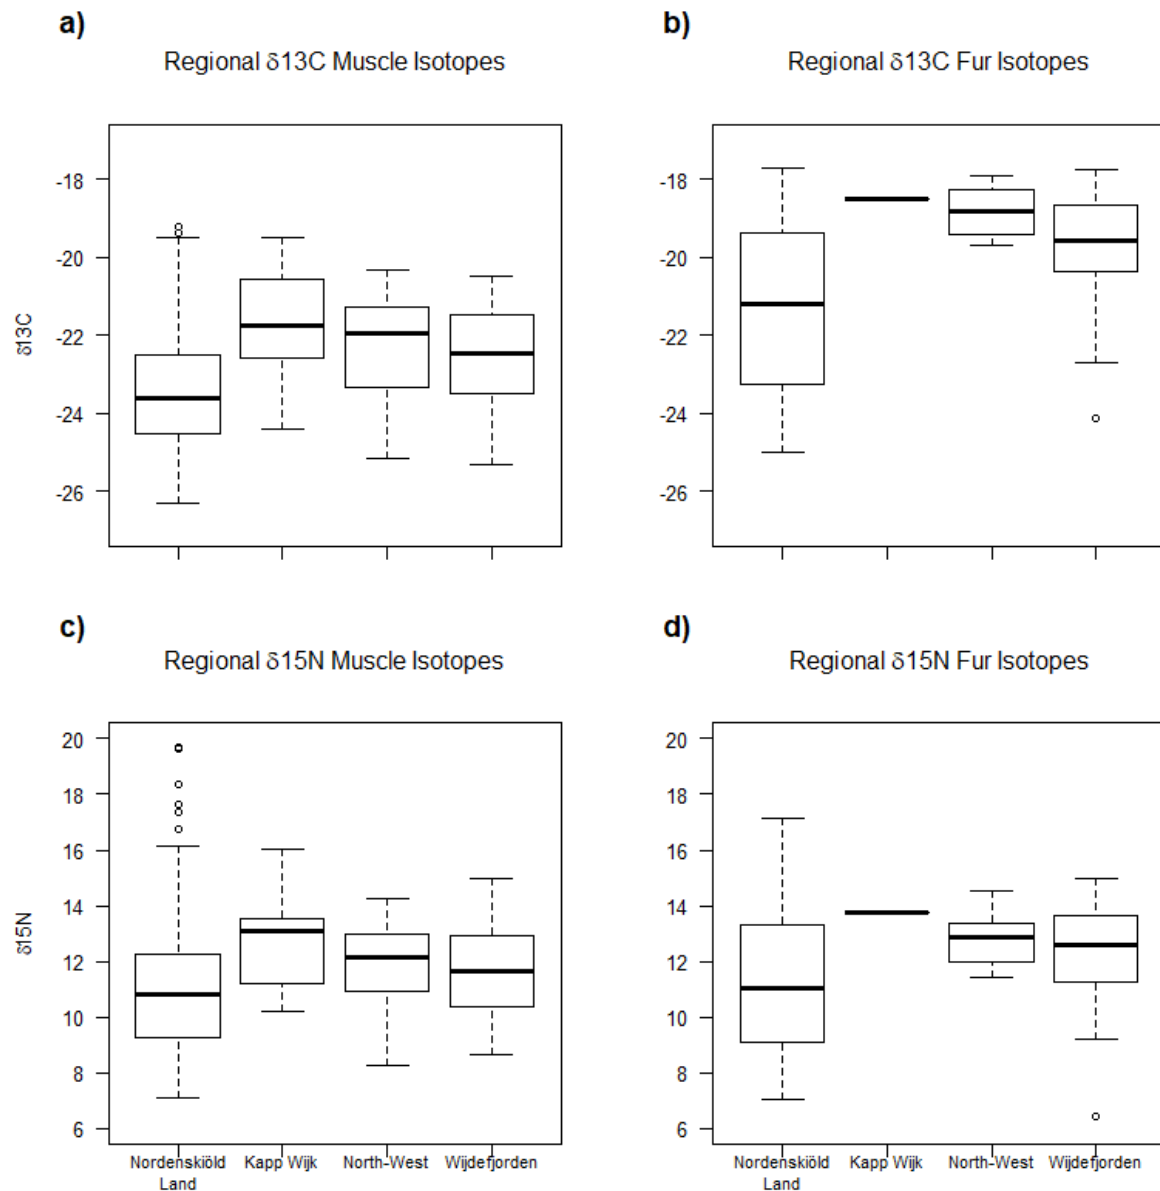 a)
Regional δ13C Muscle Isotopes
δ13C
-18
-20
-22
-24
-26
b)
Regional δ13C Fur Isotopes
-18
-20
-22
-24
-26
c)
Regional δ15N Muscle Isotopes
δ15N
20
18
16
14
12
10
8
6
Nordenskiöld
Land
Kapp Wijk
North-West
Wijdefjorden
d)
Regional δ15N Fur Isotopes
20
18
16
14
12
10
8
6
Nordenskiöld
Land
Kapp Wijk
North-West
Wijdefjorden